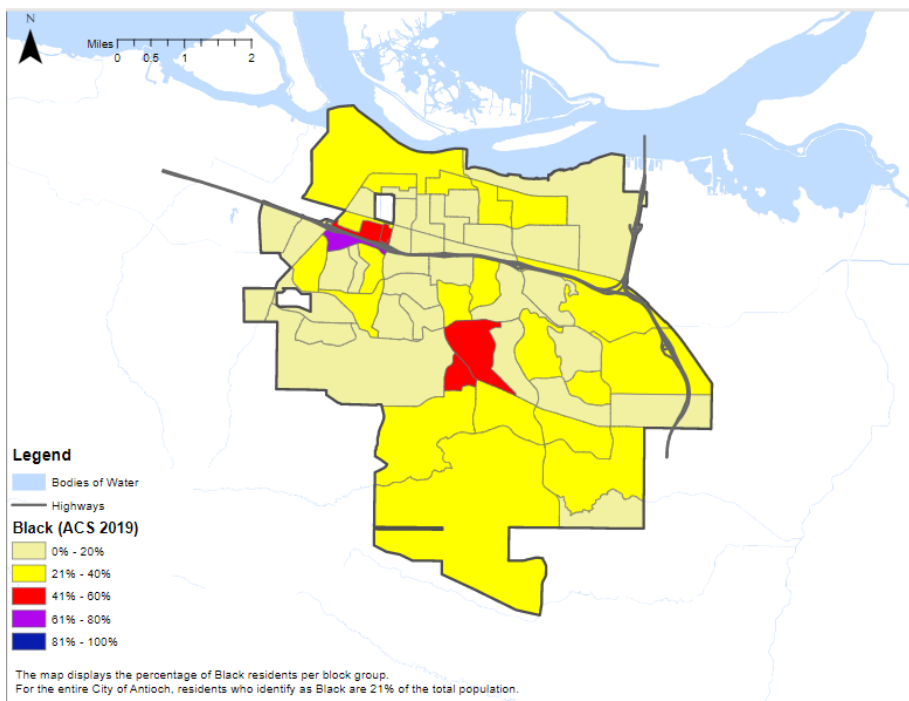 N
Miles
0 0.5 1 2
Legend
Bodies of Water
Highways
Black (ACS 2019)
0% - 20%
21% - 40%
41% - 60%
61% - 80%
81% - 100%
The map displays the percentage of Black residents per block group.
For the entire City of Antioch, residents who identify as Black are 21% of the total population.